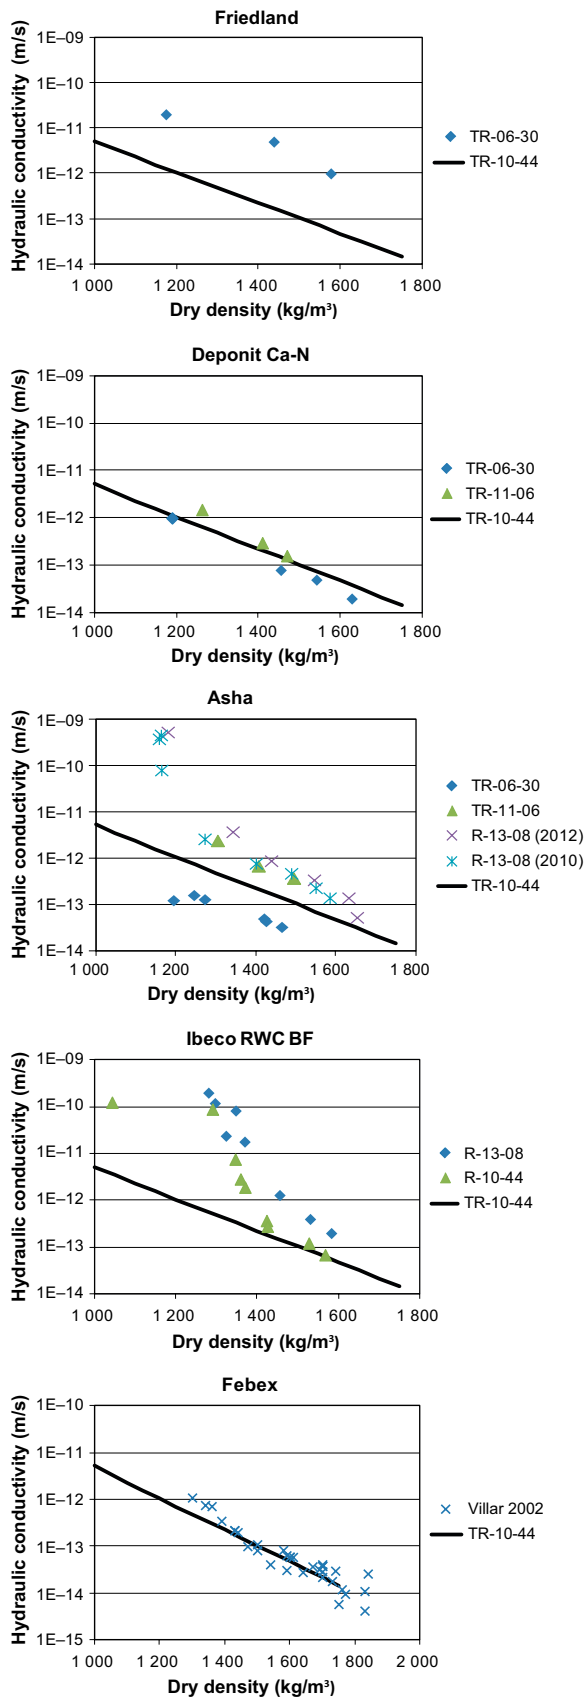 Friedland
Hydraulic conductivity (m/s)
1E–09
1E–10
1E–11
1E–12
1E–13
1E–14
1 000
1 200
1 400
1 600
1 800
Dry density (kg/m³)
TR-06-30
TR-10-44
Deponit Ca-N
Hydraulic conductivity (m/s)
1E–09
1E–10
1E–11
1E–12
1E–13
1E–14
1 000
1 200
1 400
1 600
1 800
Dry density (kg/m³)
TR-06-30
TR-11-06
TR-10-44
Asha
Hydraulic conductivity (m/s)
1E–09
1E–10
1E–11
1E–12
1E–13
1E–14
1 000
1 200
1 400
1 600
1 800
Dry density (kg/m³)
TR-06-30
TR-11-06
R-13-08 (2012)
R-13-08 (2010)
TR-10-44
Ibeco RWC BF
Hydraulic conductivity (m/s)
1E–09
1E–10
1E–11
1E–12
1E–13
1E–14
1 000
1 200
1 400
1 600
1 800
Dry density (kg/m³)
R-13-08
R-10-44
TR-10-44
Febex
Hydraulic conductivity (m/s)
1E–10
1E–11
1E–12
1E–13
1E–14
1E–15
1 000
1 200
1 400
1 600
1 800
2 000
Dry density (kg/m³)
Villar 2002
TR-10-44